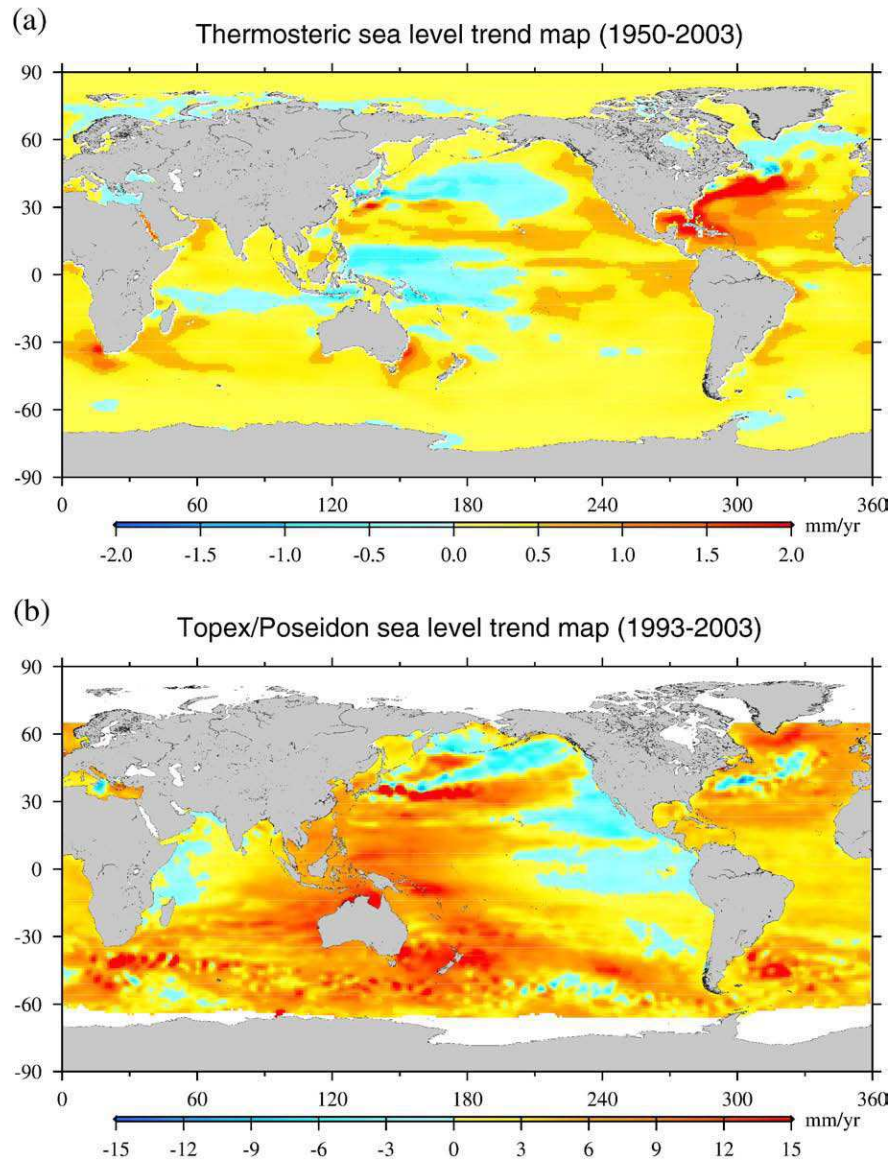 (a)
Thermosteric sea level trend map (1950-2003)
90
60
30
0
-30
-60
-90
0 60 120 180 240 300 360
mm/yr
-2.0 -1.5 -1.0 -0.5 0.0 0.5 1.0 1.5 2.0
(b)
Topex/Poseidon sea level trend map (1993-2003)
90
60
30
0
-30
-60
-90
0 60 120 180 240 300 360
mm/yr
-15 -12 -9 -6 -3 0 3 6 9 12 15